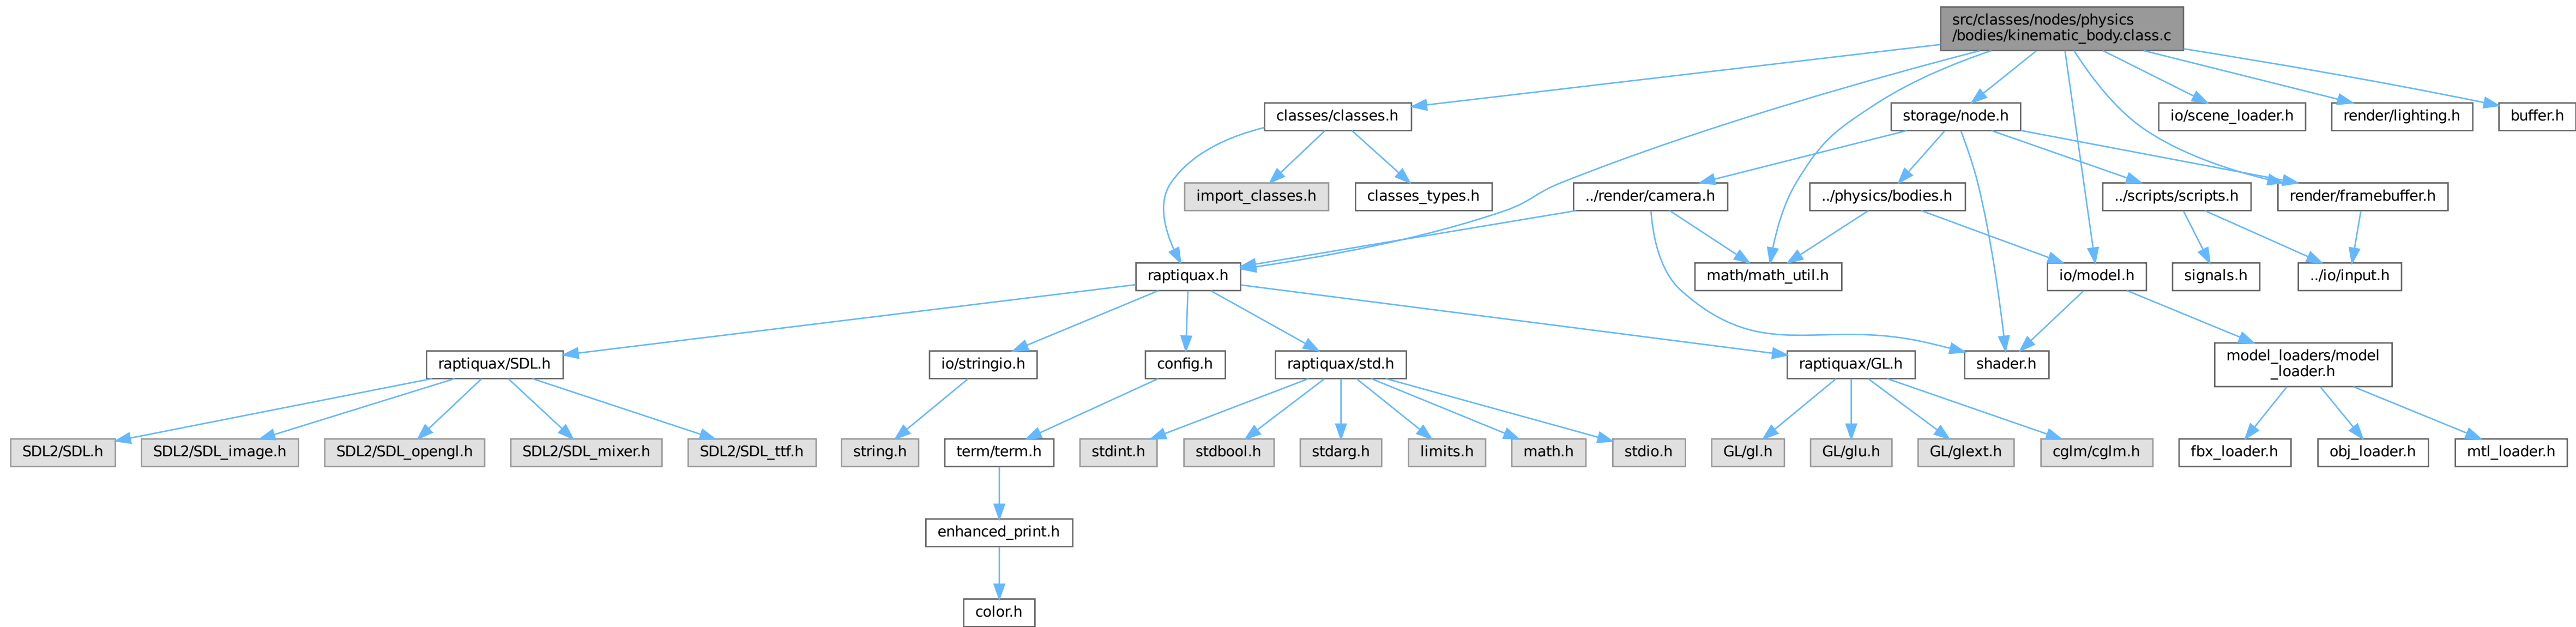 src/classes/nodes/physics
/bodies/kinematic_body.class.c
classes/classes.h
storage/node.h
io/scene_loader.h
render/lighting.h
buffer.h
import_classes.h
classes_types.h
../render/camera.h
../physics/bodies.h
../scripts/scripts.h
render/framebuffer.h
raptiquax.h
math/math_util.h
io/model.h
signals.h
../io/input.h
raptiquax/SDL.h
io/stringio.h
config.h
raptiquax/std.h
raptiquax/GL.h
shader.h
model_loaders/model
_loader.h
SDL2/SDL.h
SDL2/SDL_image.h
SDL2/SDL_opengl.h
SDL2/SDL_mixer.h
SDL2/SDL_ttf.h
string.h
term/term.h
stdint.h
stdbool.h
stdarg.h
limits.h
math.h
stdio.h
GL/gl.h
GL/glu.h
GL/glext.h
cglm/cglm.h
fbx_loader.h
obj_loader.h
mtl_loader.h
enhanced_print.h
color.h